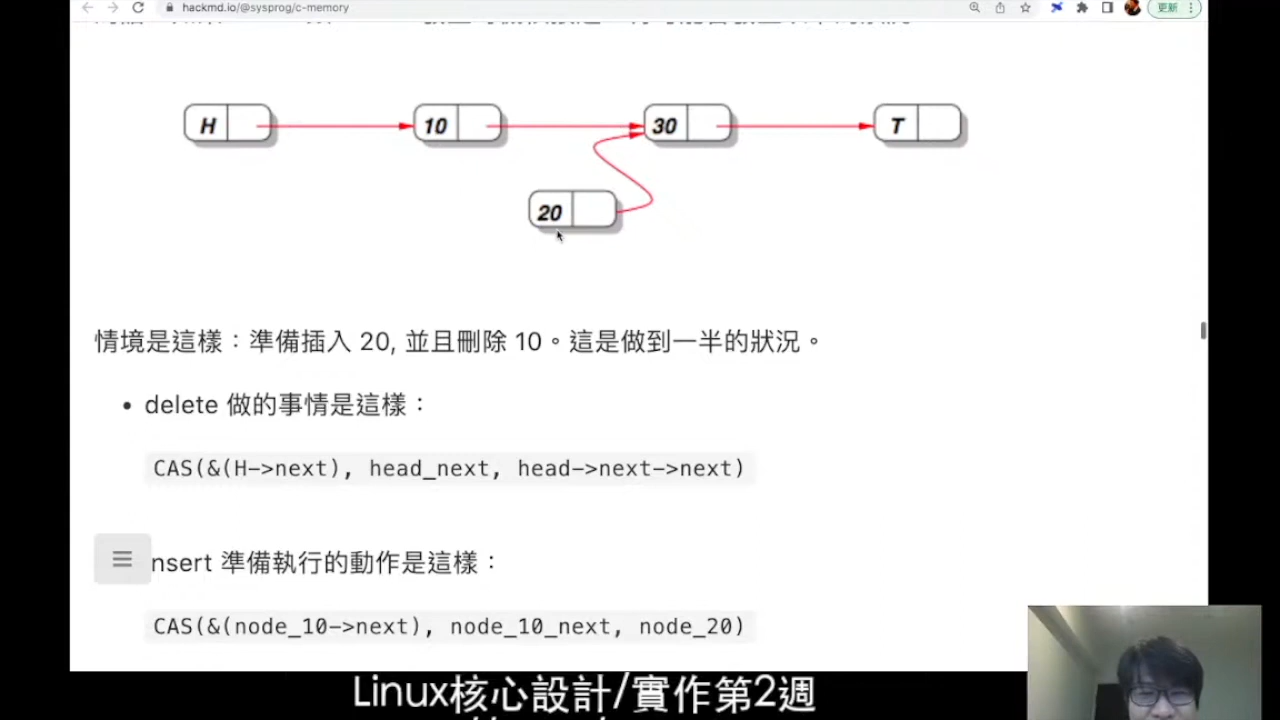 hackmd.io/@sysprog/c-memory
更新
H
10
30
T
20
情境是這樣：準備插入 20, 並且刪除 10。這是做到一半的狀況。
• delete 做的事情是這樣：
CAS(&(H->next), head_next, head->next->next)
nsert 準備執行的動作是這樣：
CAS(&(node_10->next), node_10_next, node_20)
Linux核心設計/實作第2週